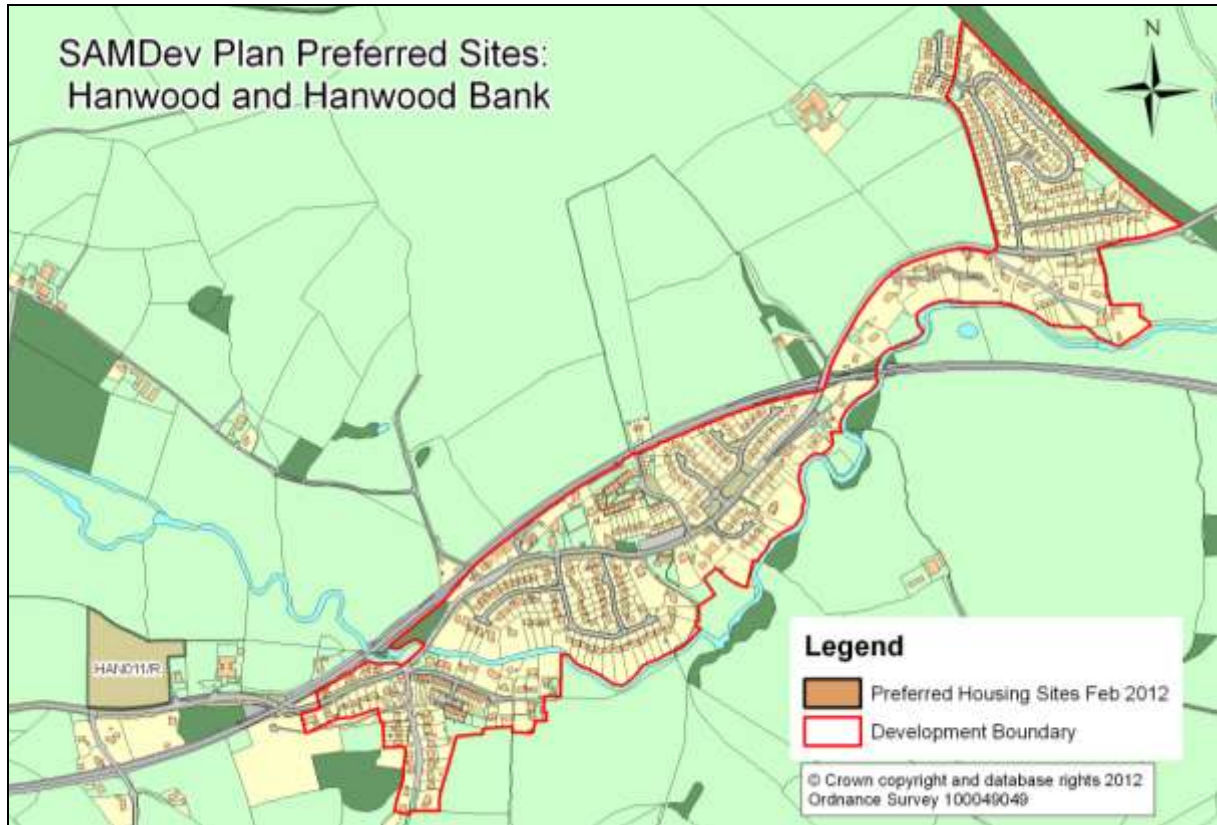 SAMDev Plan Preferred Sites:
Hanwood and Hanwood Bank
N
HAN011/R
Legend
Preferred Housing Sites Feb 2012
Development Boundary
© Crown copyright and database rights 2012
Ordnance Survey 100049049